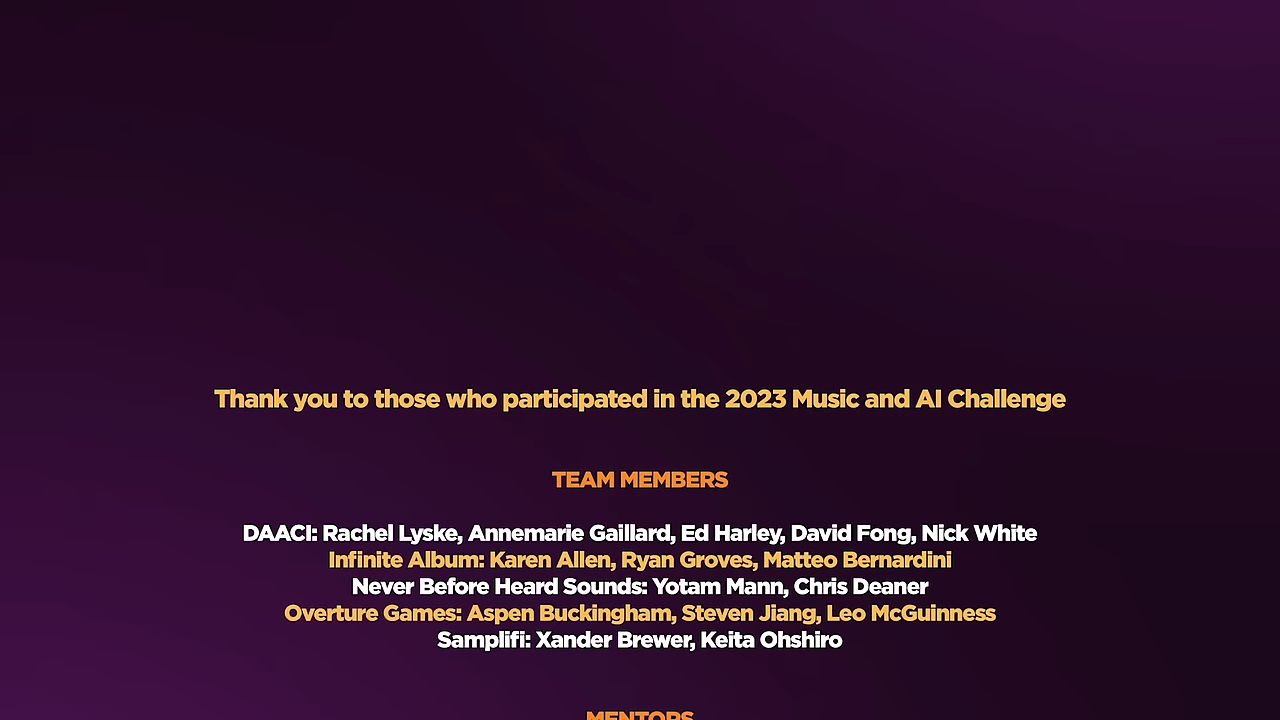 Thank you to those who participated in the 2023 Music and AI Challenge
TEAM MEMBERS
DAACI: Rachel Lyske, Annemarie Gaillard, Ed Harley, David Fong, Nick White
Infinite Album: Karen Allen, Ryan Groves, Matteo Bernardini
Never Before Heard Sounds: Yotam Mann, Chris Deaner
Overture Games: Aspen Buckingham, Steven Jiang, Leo McGuinness
Samplifi: Xander Brewer, Keita Ohshiro
MENTORS